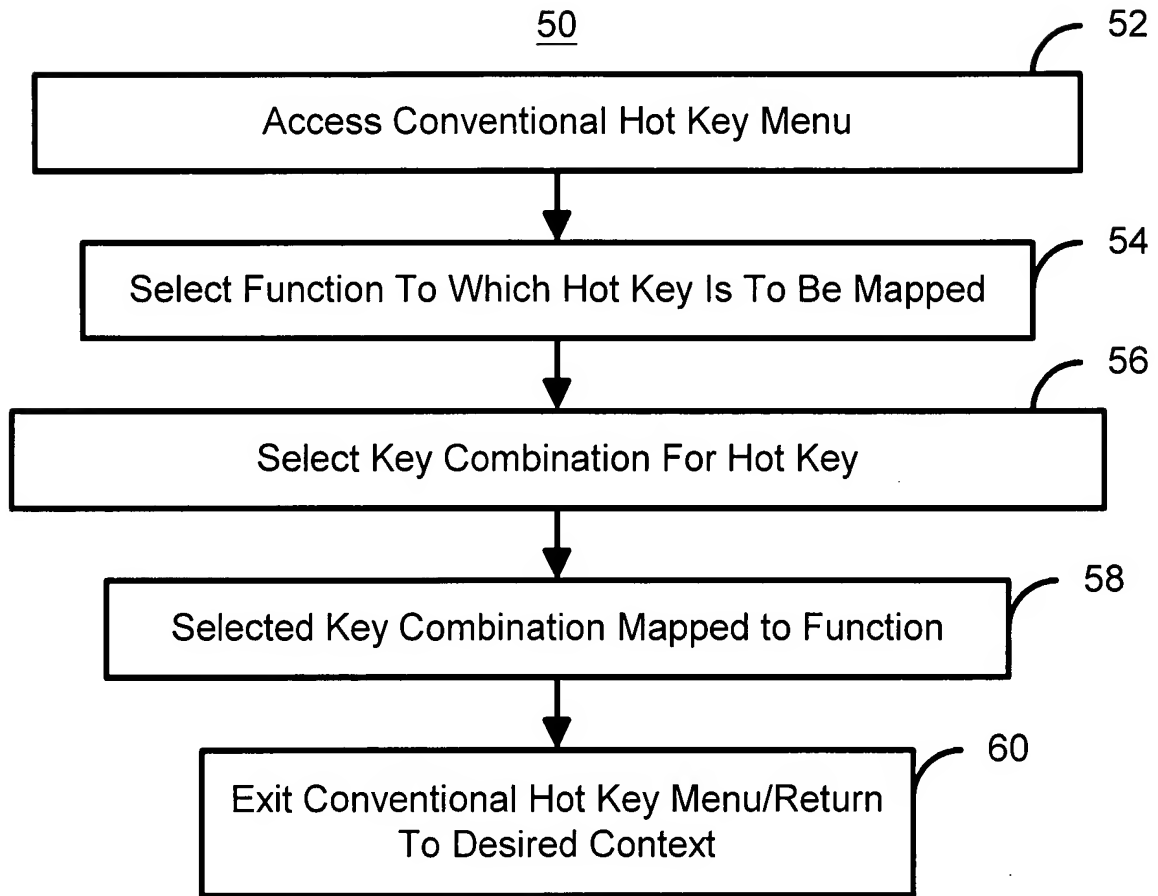 50
52
Access Conventional Hot Key Menu
54
Select Function To Which Hot Key Is To Be Mapped
56
Select Key Combination For Hot Key
58
Selected Key Combination Mapped to Function
60
Exit Conventional Hot Key Menu/Return
To Desired Context